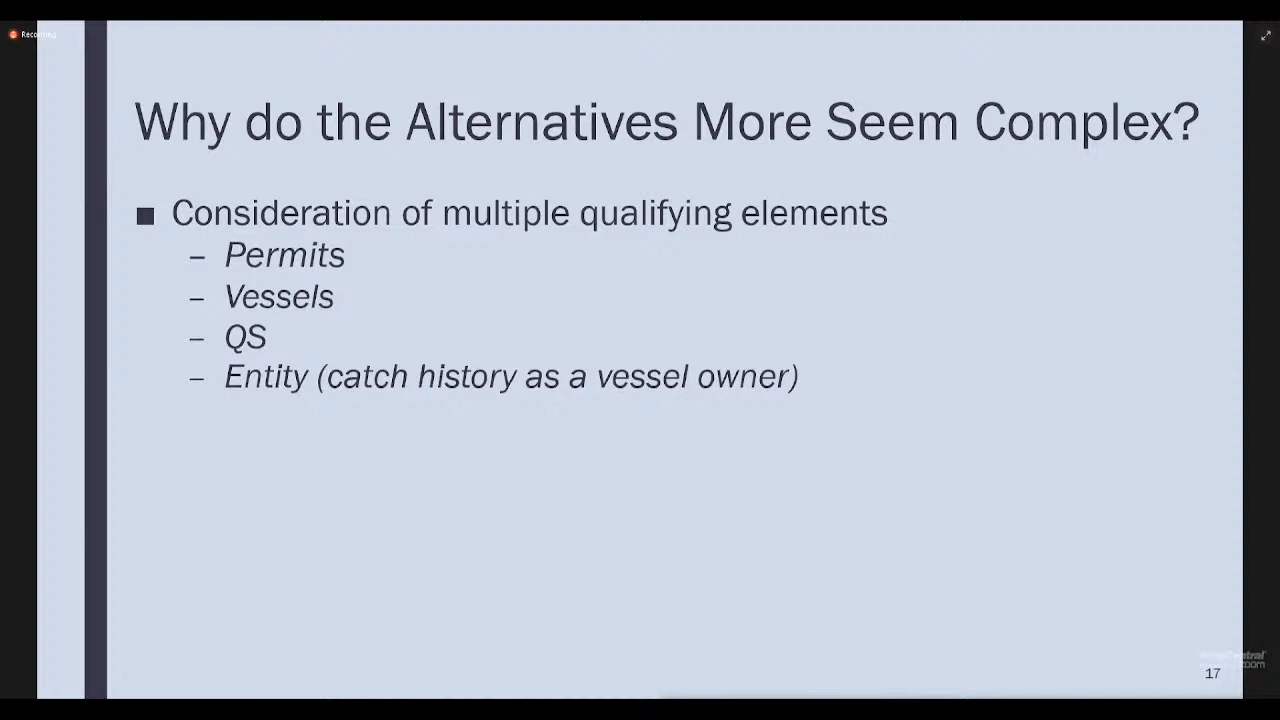 Recording
Why do the Alternatives More Seem Complex?
■ Consideration of multiple qualifying elements
– Permits
– Vessels
– QS
– Entity (catch history as a vessel owner)
zoom
17